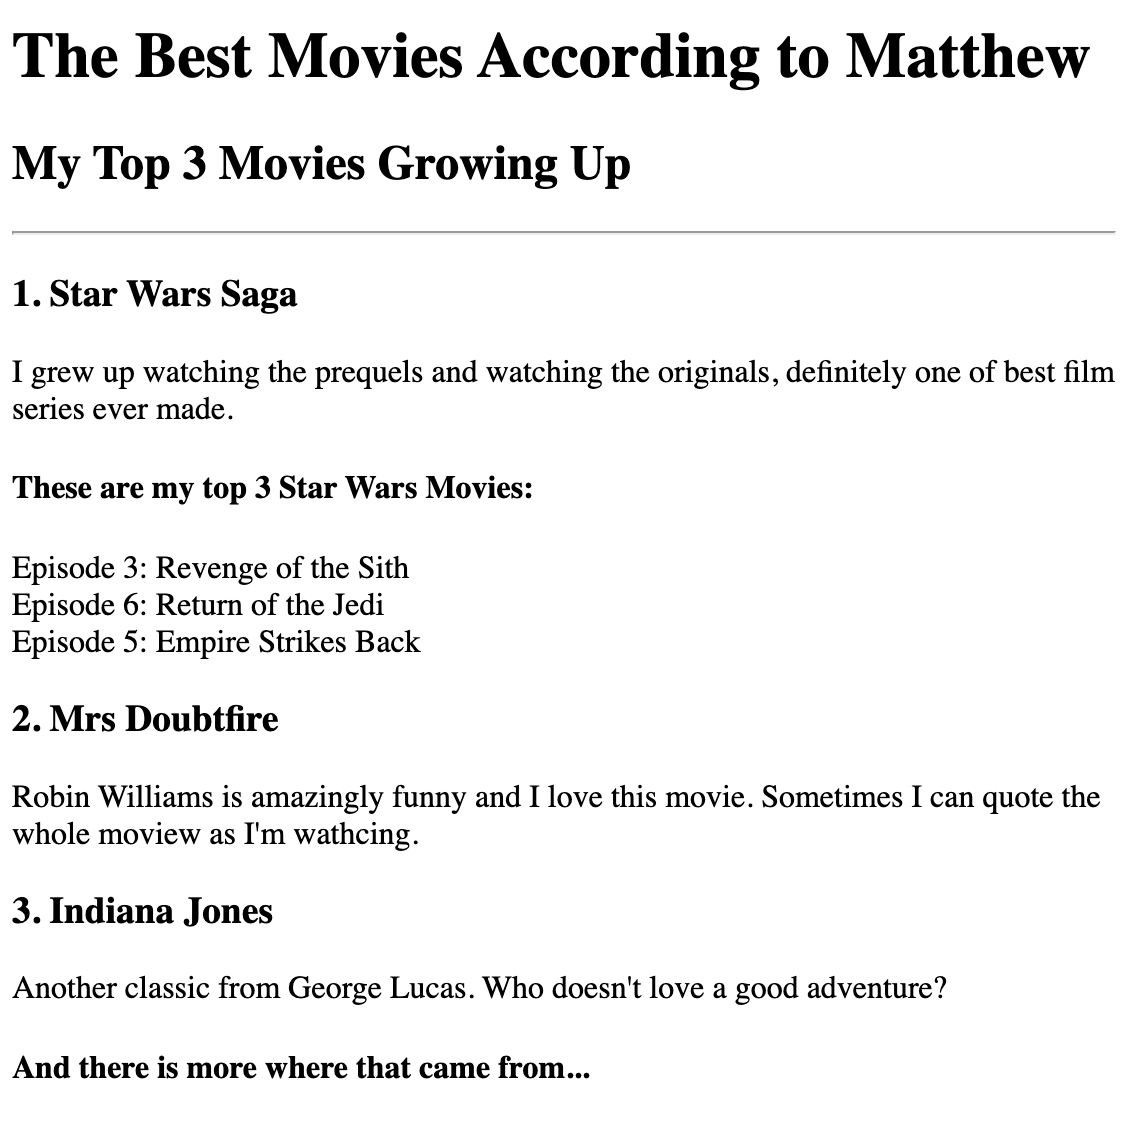 The Best Movies According to Matthew
My Top 3 Movies Growing Up
1. Star Wars Saga
I grew up watching the prequels and watching the originals, definitely one of best film
series ever made.
These are my top 3 Star Wars Movies:
Episode 3: Revenge of the Sith
Episode 6: Return of the Jedi
Episode 5: Empire Strikes Back
2. Mrs Doubtfire
Robin Williams is amazingly funny and I love this movie. Sometimes I can quote the
whole moview as I'm wathcing.
3. Indiana Jones
Another classic from George Lucas. Who doesn't love a good adventure?
And there is more where that came from...